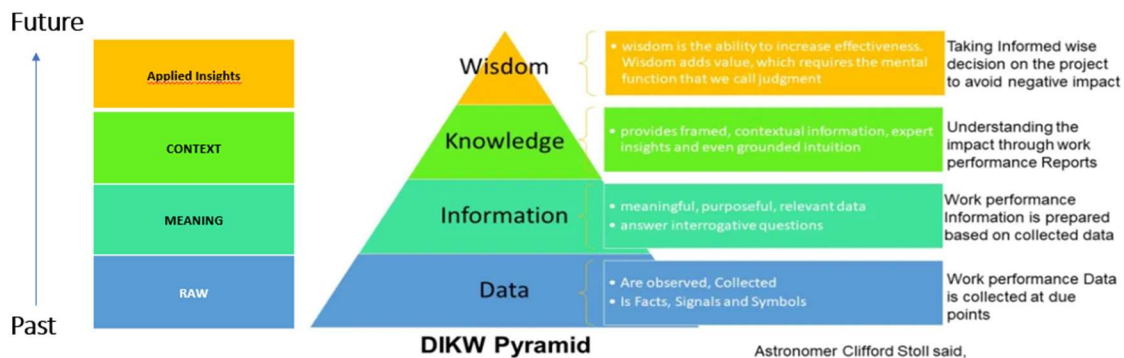 Future
Applied Insights
CONTEXT
MEANING
RAW
Past
Wisdom
Knowledge
Information
Data
DIKW Pyramid
• wisdom is the ability to increase effectiveness.
Wisdom adds value, which requires the mental
function that we call judgment
• provides framed, contextual information, expert
insights and even grounded intuition
• meaningful, purposeful, relevant data
• answer interrogative questions
• Are observed, Collected
• Is Facts, Signals and Symbols
Taking Informed wise
decision on the project
to avoid negative impact
Understanding the
impact through work
performance Reports
Work performance
Information is prepared
based on collected data
Work performance Data
is collected at due
points
Astronomer Clifford Stoll said,